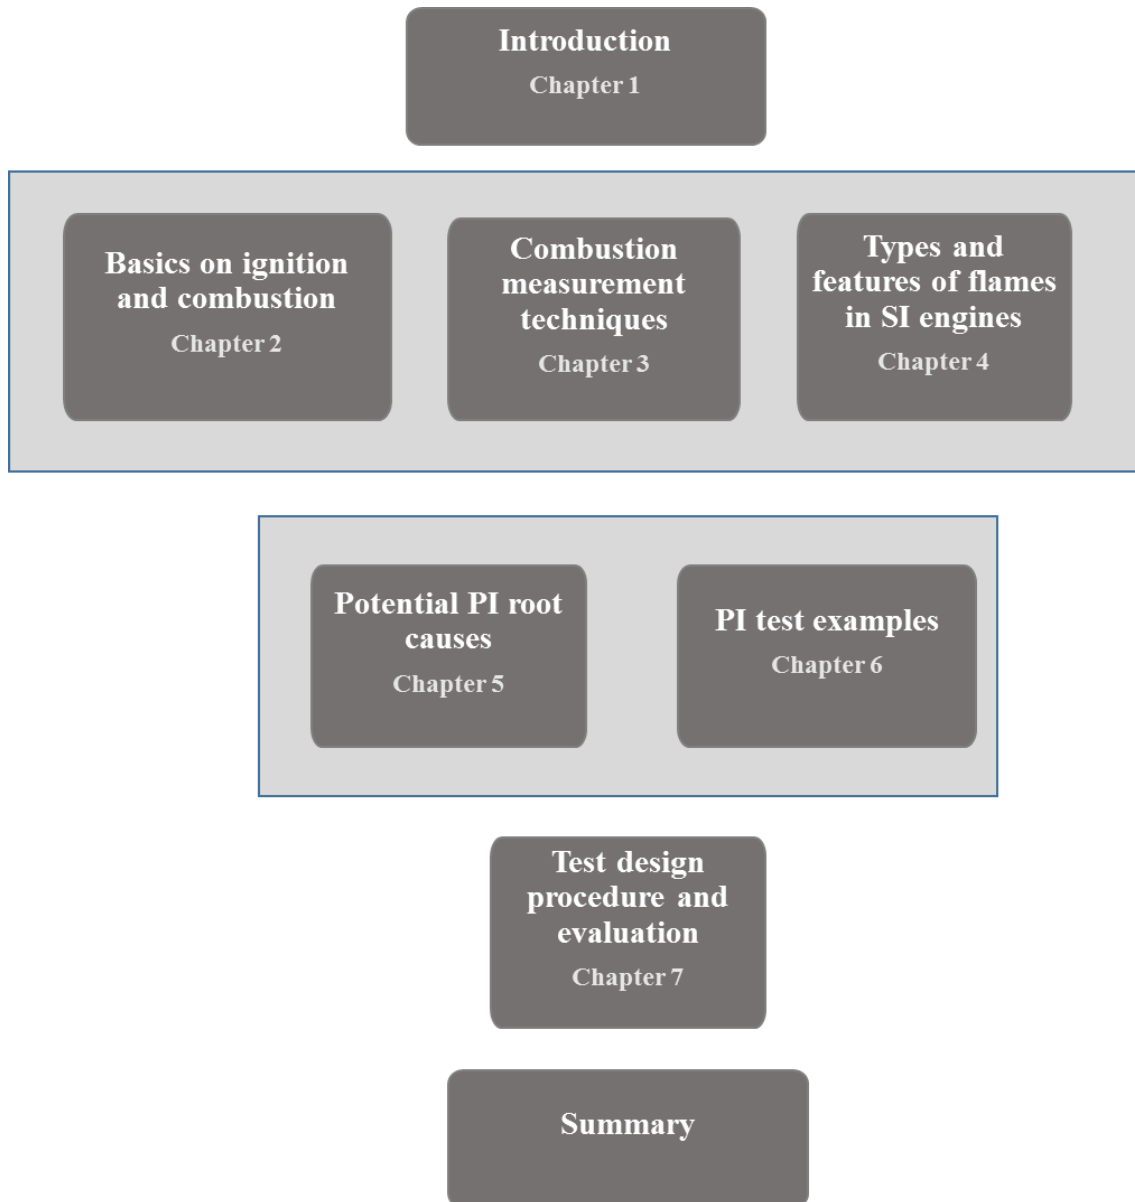 Introduction
Chapter 1
Basics on ignition
and combustion
Chapter 2
Combustion
measurement
techniques
Chapter 3
Types and
features of flames
in SI engines
Chapter 4
Potential PI root
causes
Chapter 5
PI test examples
Chapter 6
Test design
procedure and
evaluation
Chapter 7
Summary